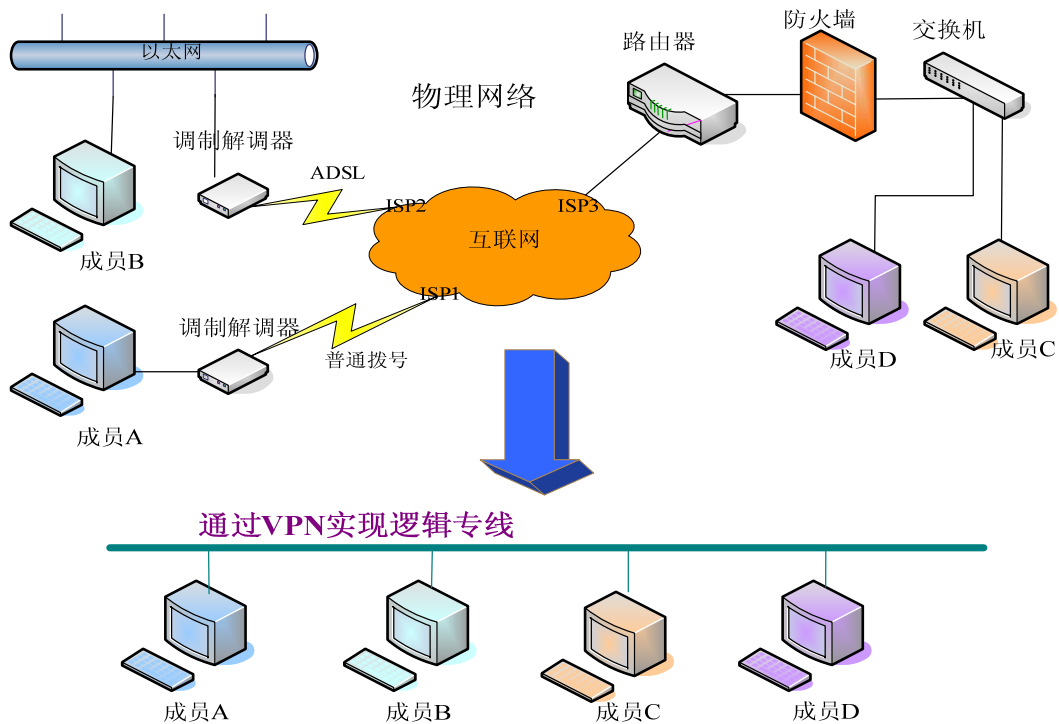 以太网
防火墙
交换机
路由器
物理网络
调制解调器
ADSL
ISP2
ISP3
互联网
成员B
ISP1
调制解调器
普通拨号
成员D
成员C
成员A
通过VPN实现逻辑专线
成员A
成员B
成员C
成员D